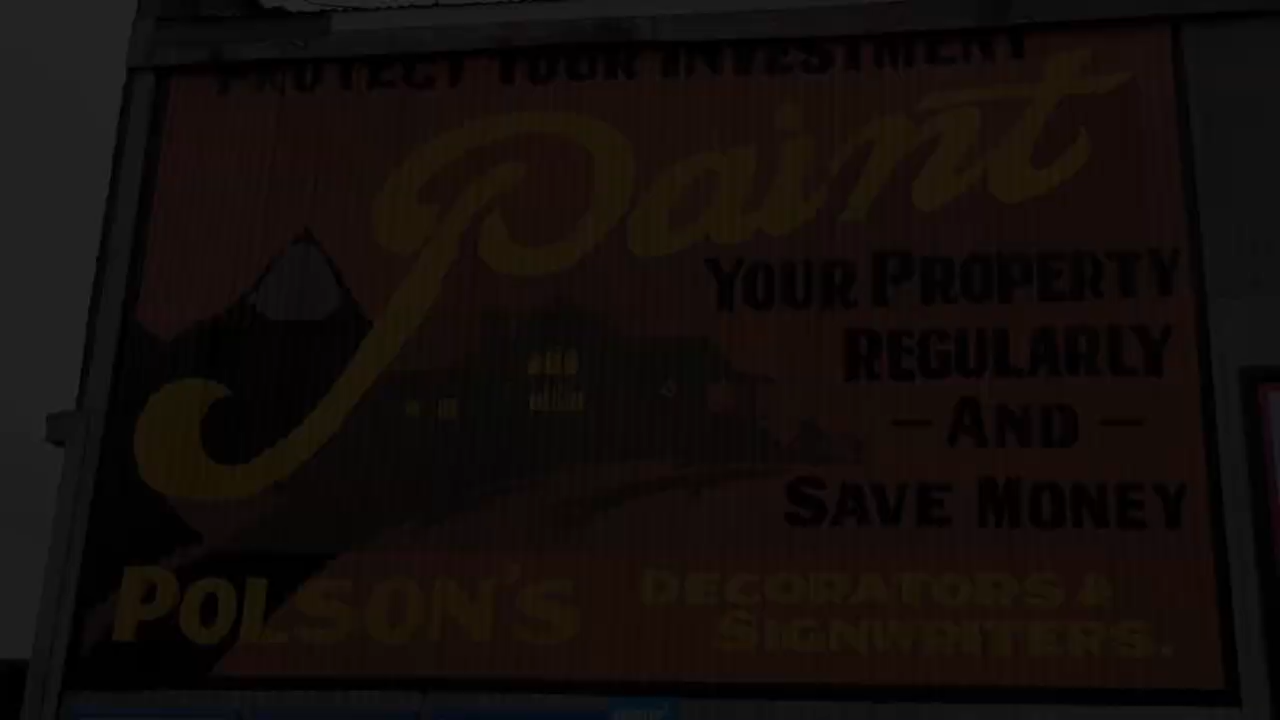 PROTECT YOUR INVESTMENT
Paint
YOUR PROPERTY
REGULARLY
— AND —
SAVE MONEY
POLSON'S DECORATORS &
SIGNWRITERS.